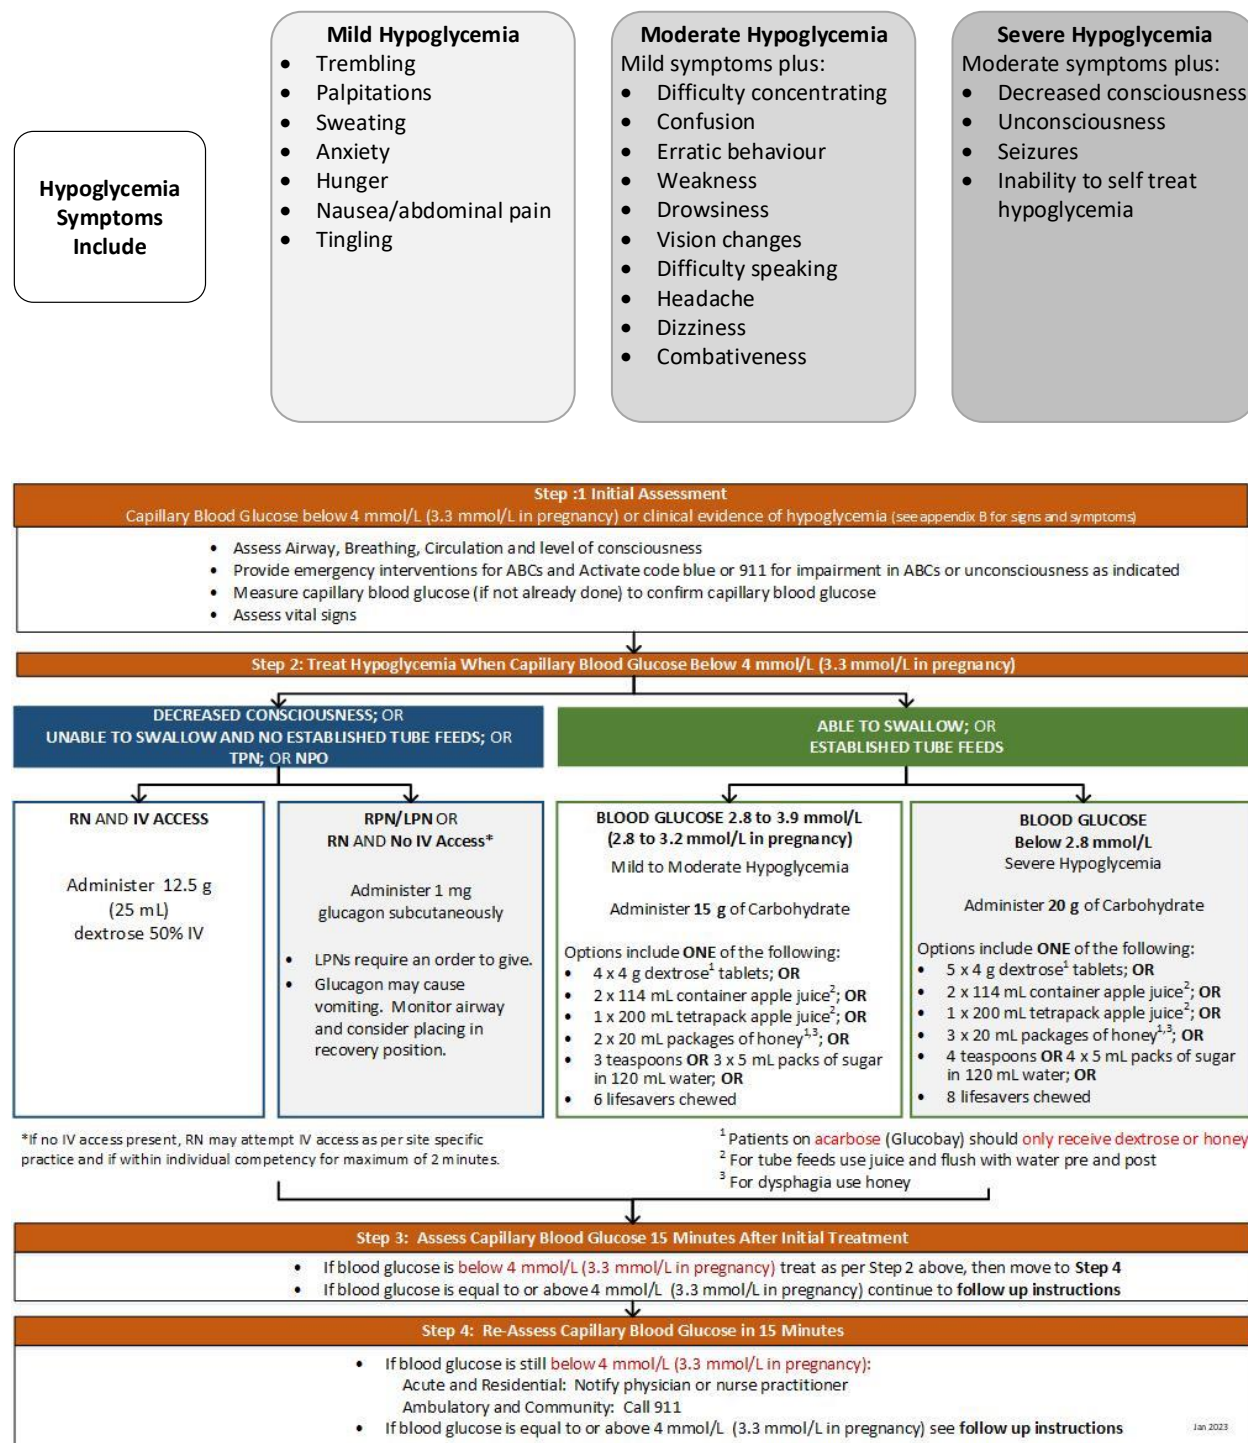 Hypoglycemia
Symptoms
Include
Mild Hypoglycemia
• Trembling
• Palpitations
• Sweating
• Anxiety
• Hunger
• Nausea/abdominal pain
• Tingling
Moderate Hypoglycemia
Mild symptoms plus:
• Difficulty concentrating
• Confusion
• Erratic behaviour
• Weakness
• Drowsiness
• Vision changes
• Difficulty speaking
• Headache
• Dizziness
• Combativeness
Severe Hypoglycemia
Moderate symptoms plus:
• Decreased consciousness
• Unconsciousness
• Seizures
• Inability to self treat
hypoglycemia
Step :1 Initial Assessment
Capillary Blood Glucose below 4 mmol/L (3.3 mmol/L in pregnancy) or clinical evidence of hypoglycemia (see appendix B for signs and symptoms)
• Assess Airway, Breathing, Circulation and level of consciousness
• Provide emergency interventions for ABCs and Activate code blue or 911 for impairment in ABCs or unconsciousness as indicated
• Measure capillary blood glucose (if not already done) to confirm capillary blood glucose
• Assess vital signs
Step 2: Treat Hypoglycemia When Capillary Blood Glucose Below 4 mmol/L (3.3 mmol/L in pregnancy)
DECREASED CONSCIOUSNESS; OR
UNABLE TO SWALLOW AND NO ESTABLISHED TUBE FEEDS; OR
TPN; OR NPO
ABLE TO SWALLOW; OR
ESTABLISHED TUBE FEEDS
RN AND IV ACCESS
Administer 12.5 g
(25 mL)
dextrose 50% IV
RPN/LPN OR
RN AND No IV Access*
Administer 1 mg
glucagon subcutaneously
• LPNs require an order to give.
• Glucagon may cause
vomiting. Monitor airway
and consider placing in
recovery position.
BLOOD GLUCOSE 2.8 to 3.9 mmol/L
(2.8 to 3.2 mmol/L in pregnancy)
Mild to Moderate Hypoglycemia
Administer 15 g of Carbohydrate
Options include ONE of the following:
• 4 x 4 g dextrose¹ tablets; OR
• 2 x 114 mL container apple juice²; OR
• 1 x 200 mL tetrapack apple juice²; OR
• 2 x 20 mL packages of honey¹,³; OR
• 3 teaspoons OR 3 x 5 mL packs of sugar
in 120 mL water; OR
• 6 lifesavers chewed
BLOOD GLUCOSE
Below 2.8 mmol/L
Severe Hypoglycemia
Administer 20 g of Carbohydrate
Options include ONE of the following:
• 5 x 4 g dextrose¹ tablets; OR
• 2 x 114 mL container apple juice²; OR
• 1 x 200 mL tetrapack apple juice²; OR
• 3 x 20 mL packages of honey¹,³; OR
• 4 teaspoons OR 4 x 5 mL packs of sugar
in 120 mL water; OR
• 8 lifesavers chewed
*If no IV access present, RN may attempt IV access as per site specific
practice and if within individual competency for maximum of 2 minutes.
¹ Patients on acarbose (Glucobay) should only receive dextrose or honey
² For tube feeds use juice and flush with water pre and post
³ For dysphagia use honey
Step 3: Assess Capillary Blood Glucose 15 Minutes After Initial Treatment
• If blood glucose is below 4 mmol/L (3.3 mmol/L in pregnancy) treat as per Step 2 above, then move to Step 4
• If blood glucose is equal to or above 4 mmol/L (3.3 mmol/L in pregnancy) continue to follow up instructions
Step 4: Re-Assess Capillary Blood Glucose in 15 Minutes
• If blood glucose is still below 4 mmol/L (3.3 mmol/L in pregnancy):
Acute and Residential: Notify physician or nurse practitioner
Ambulatory and Community: Call 911
• If blood glucose is equal to or above 4 mmol/L (3.3 mmol/L in pregnancy) see follow up instructions
Jan 2023